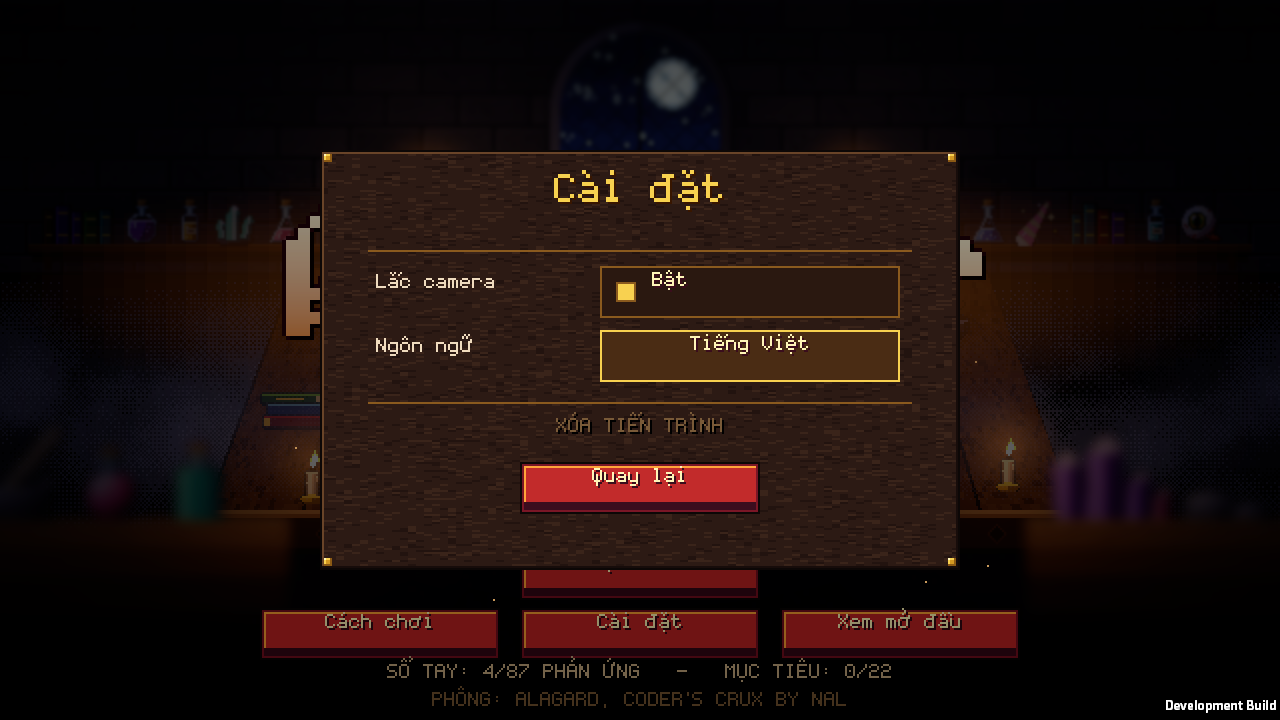 Cài đặt
Lắc camera
Bật
Ngôn ngữ
Tiếng Việt
XÓA TIẾN TRÌNH
Quay lại
Cách chơi
Cài đặt
Xem mở đầu
SỔ TAY: 4/87 PHẢN ỨNG — MỤC TIÊU: 0/22
PHÔNG: ALAGARD, CODER'S CRUX BY NAL
Development Build